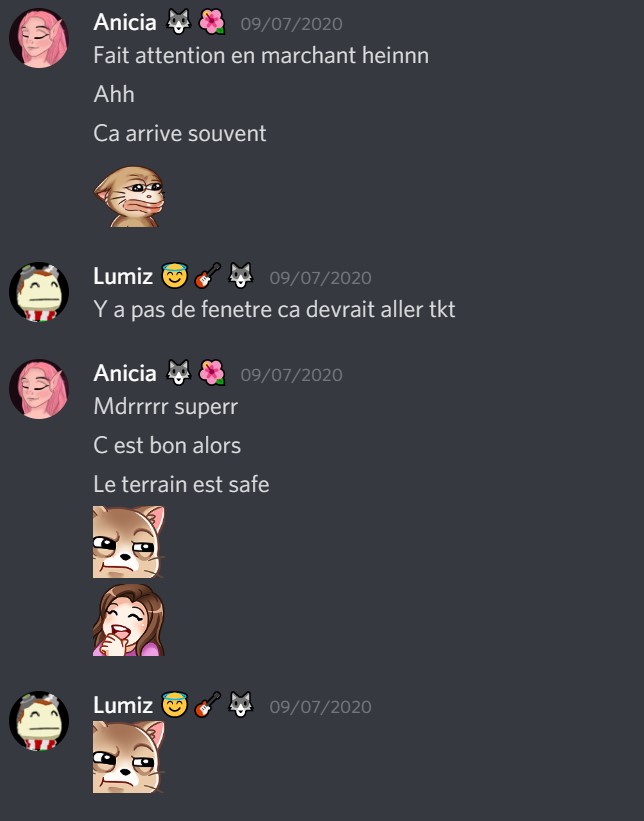 Anicia 🐺 🌺 09/07/2020
Fait attention en marchant heinnn
Ahh
Ca arrive souvent
Lumiz 😇 🎸 🐺 09/07/2020
Y a pas de fenetre ca devrait aller tkt
Anicia 🐺 🌺 09/07/2020
Mdrrrrr superr
C est bon alors
Le terrain est safe
Lumiz 😇 🎸 🐺 09/07/2020